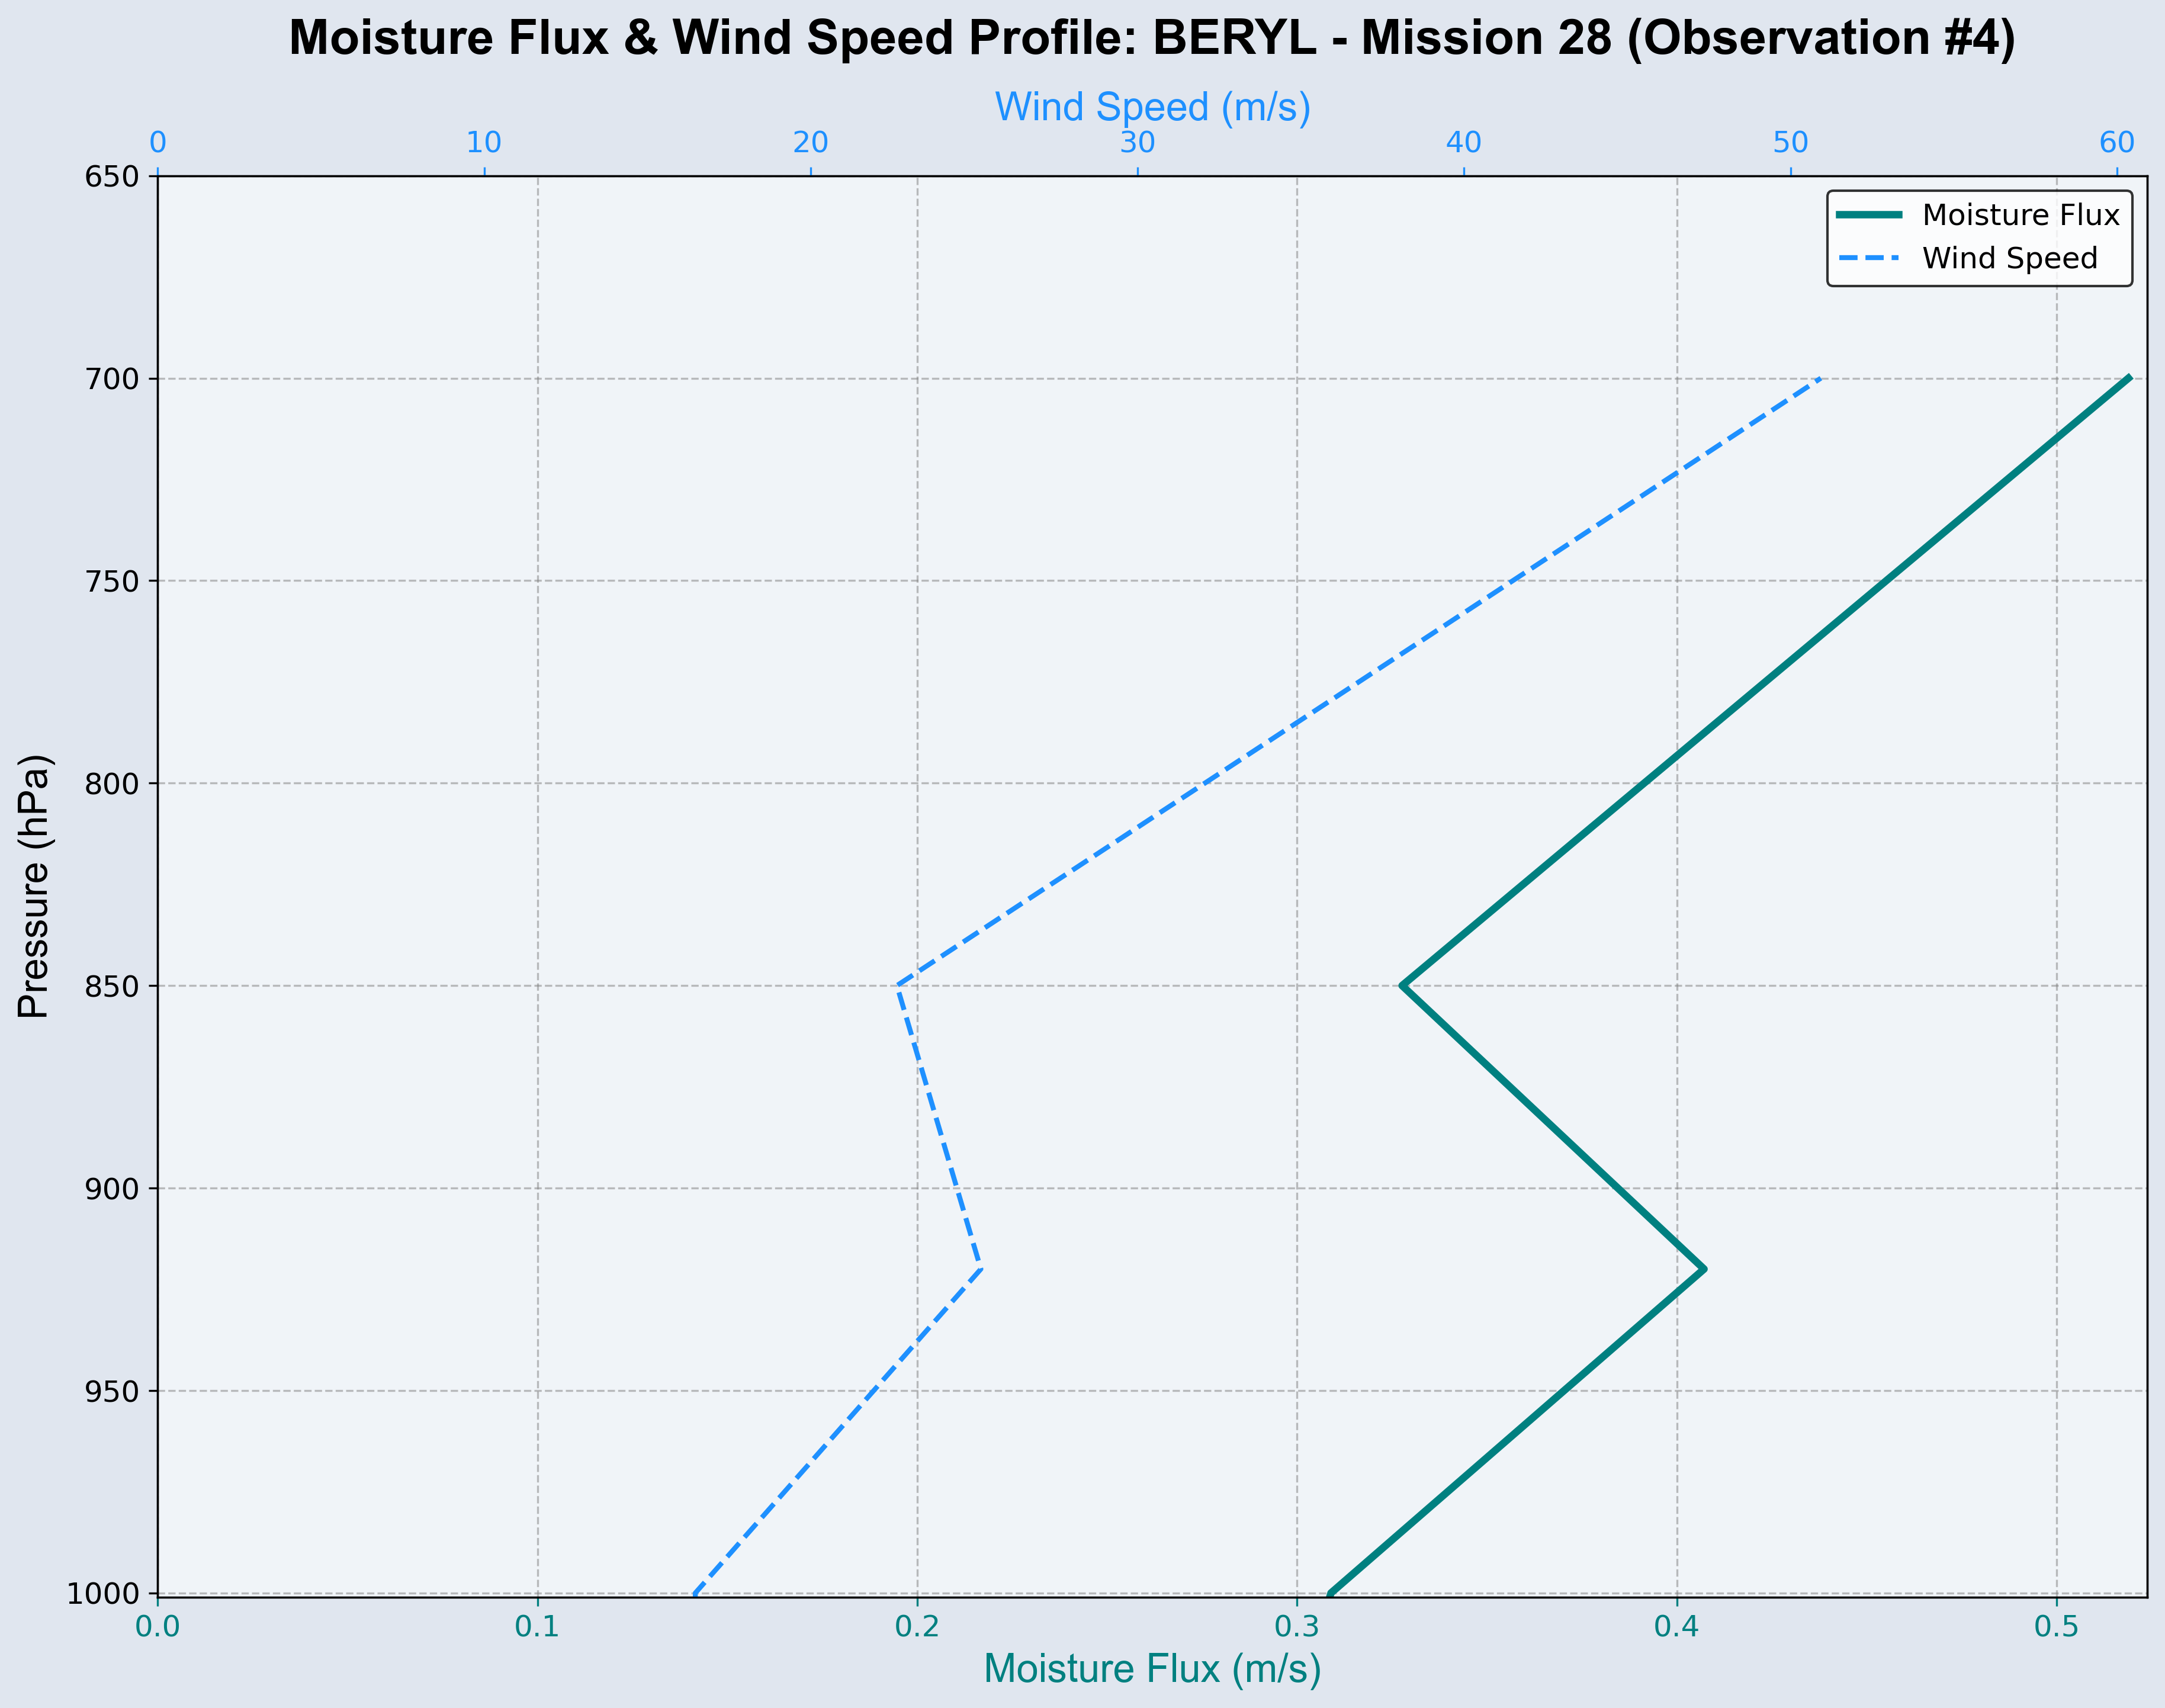 Moisture Flux & Wind Speed Profile: BERYL - Mission 28 (Observation #4)
Wind Speed (m/s)
0 10 20 30 40 50 60
Moisture Flux
Wind Speed
Pressure (hPa)
650
700
750
800
850
900
950
1000
0.0 0.1 0.2 0.3 0.4 0.5
Moisture Flux (m/s)